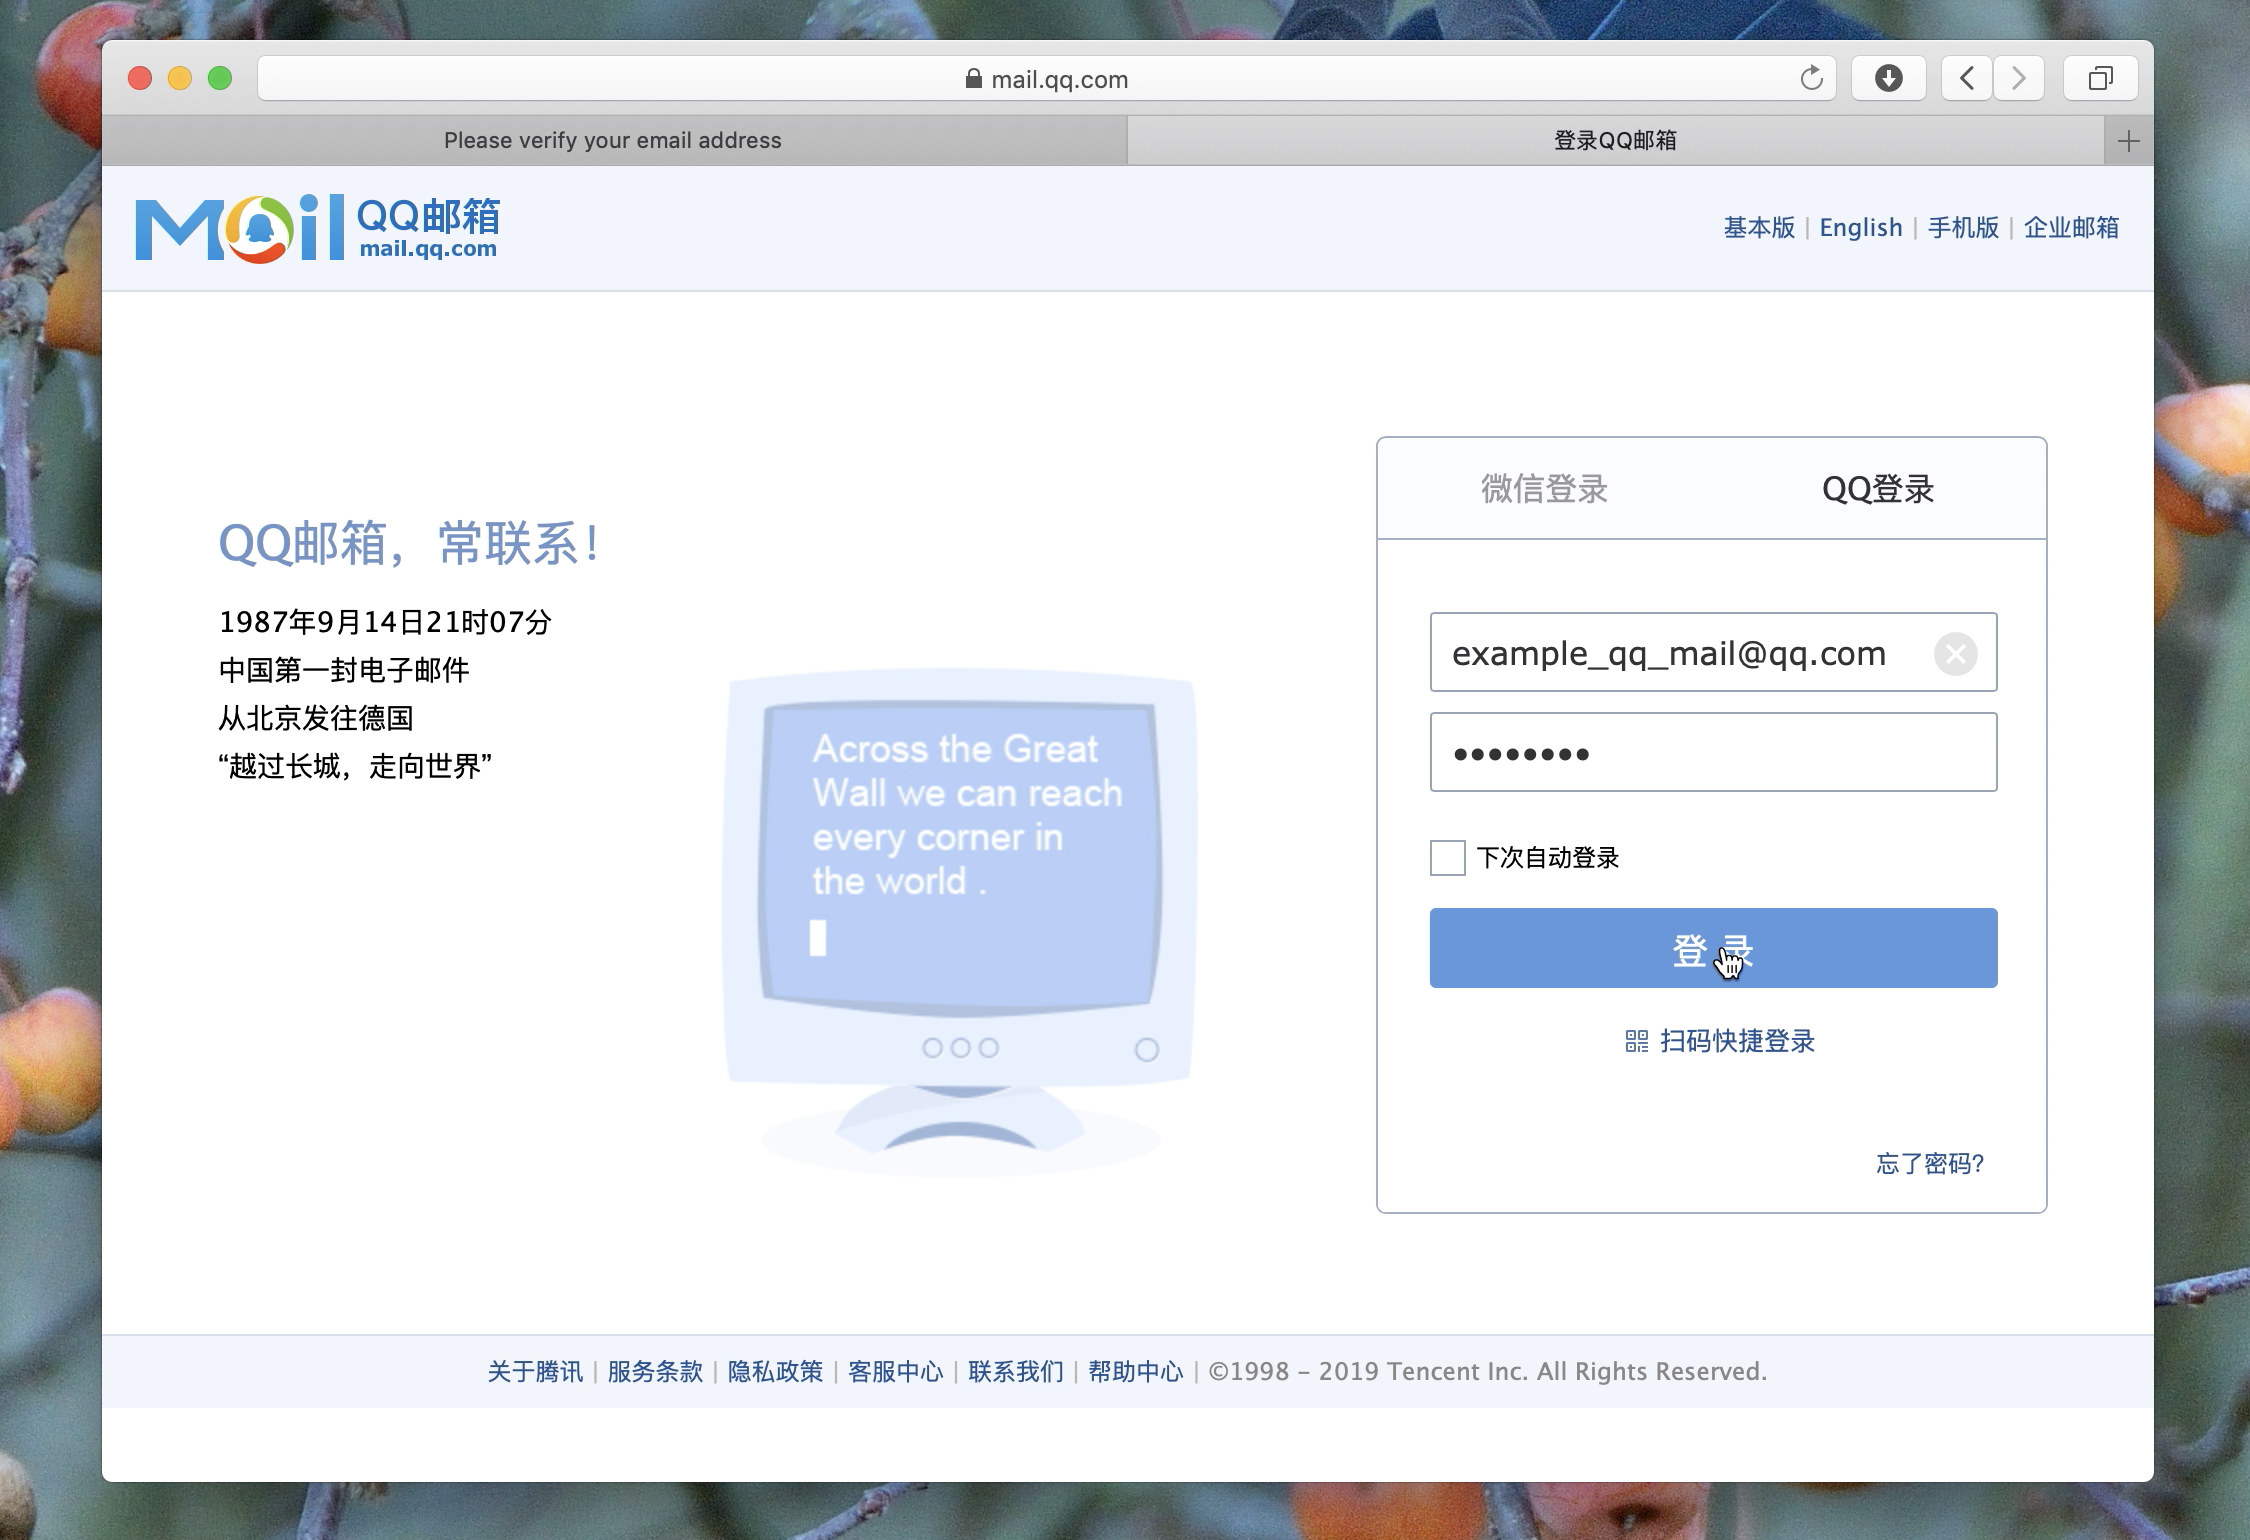 mail.qq.com
Please verify your email address
登录QQ邮箱
Mail QQ邮箱
mail.qq.com
基本版 | English | 手机版 | 企业邮箱
QQ邮箱，常联系！
1987年9月14日21时07分
中国第一封电子邮件
从北京发往德国
“越过长城，走向世界”
Across the Great
Wall we can reach
every corner in
the world .
微信登录
QQ登录
example_qq_mail@qq.com
••••••••
下次自动登录
登 录
扫码快捷登录
忘了密码?
关于腾讯 | 服务条款 | 隐私政策 | 客服中心 | 联系我们 | 帮助中心 | ©1998 – 2019 Tencent Inc. All Rights Reserved.